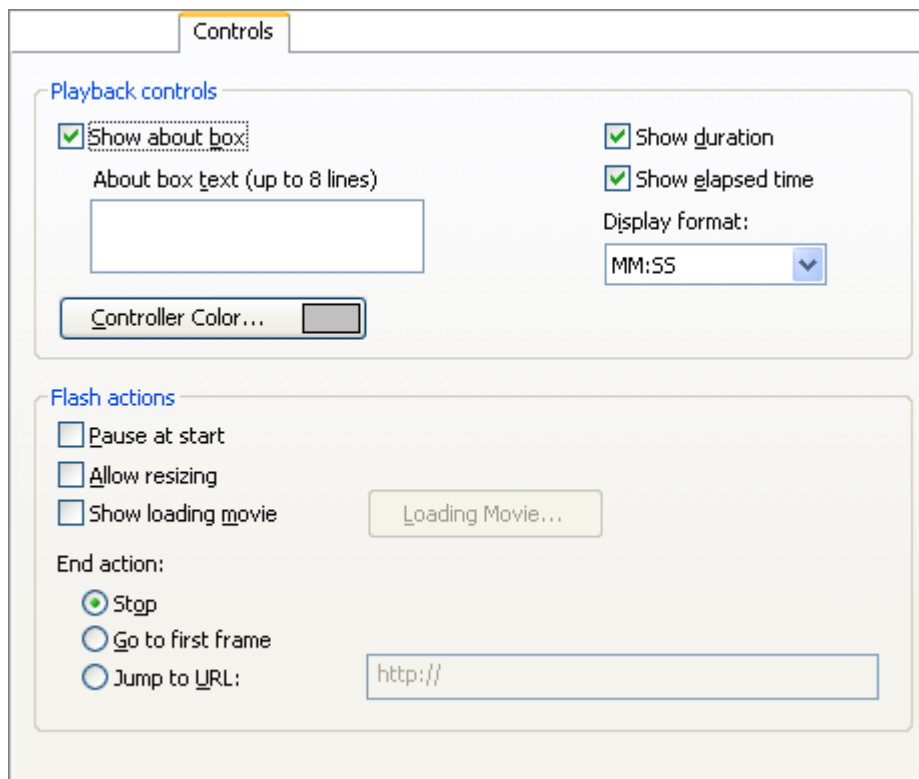 Controls
Playback controls
Show about box
Show duration
About box text (up to 8 lines)
Show elapsed time
Display format:
MM:SS
Controller Color...
Flash actions
Pause at start
Allow resizing
Show loading movie
Loading Movie...
End action:
Stop
Go to first frame
Jump to URL:
http://